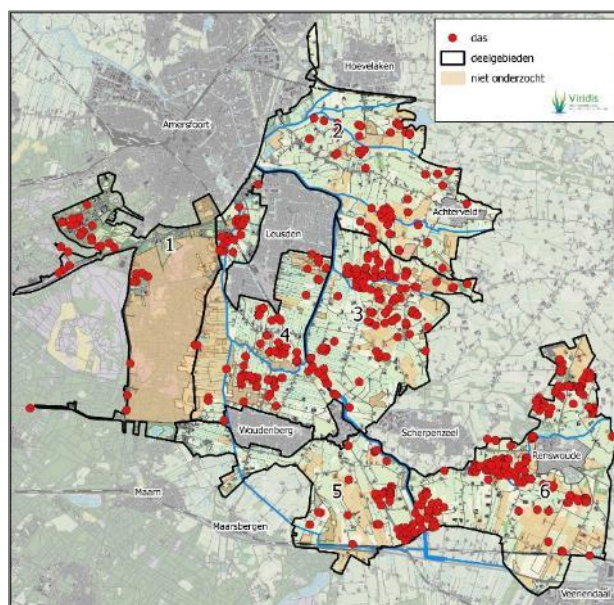 das
deelgebieden
niet onderzocht
Viridis
Hoevelaken
Amersfoort
2
Achterveld
Leusden
1
3
4
Woudenberg
Scherpenzeel
Renswoude
Maarn
5
6
Maarsbergen
Veenendaal